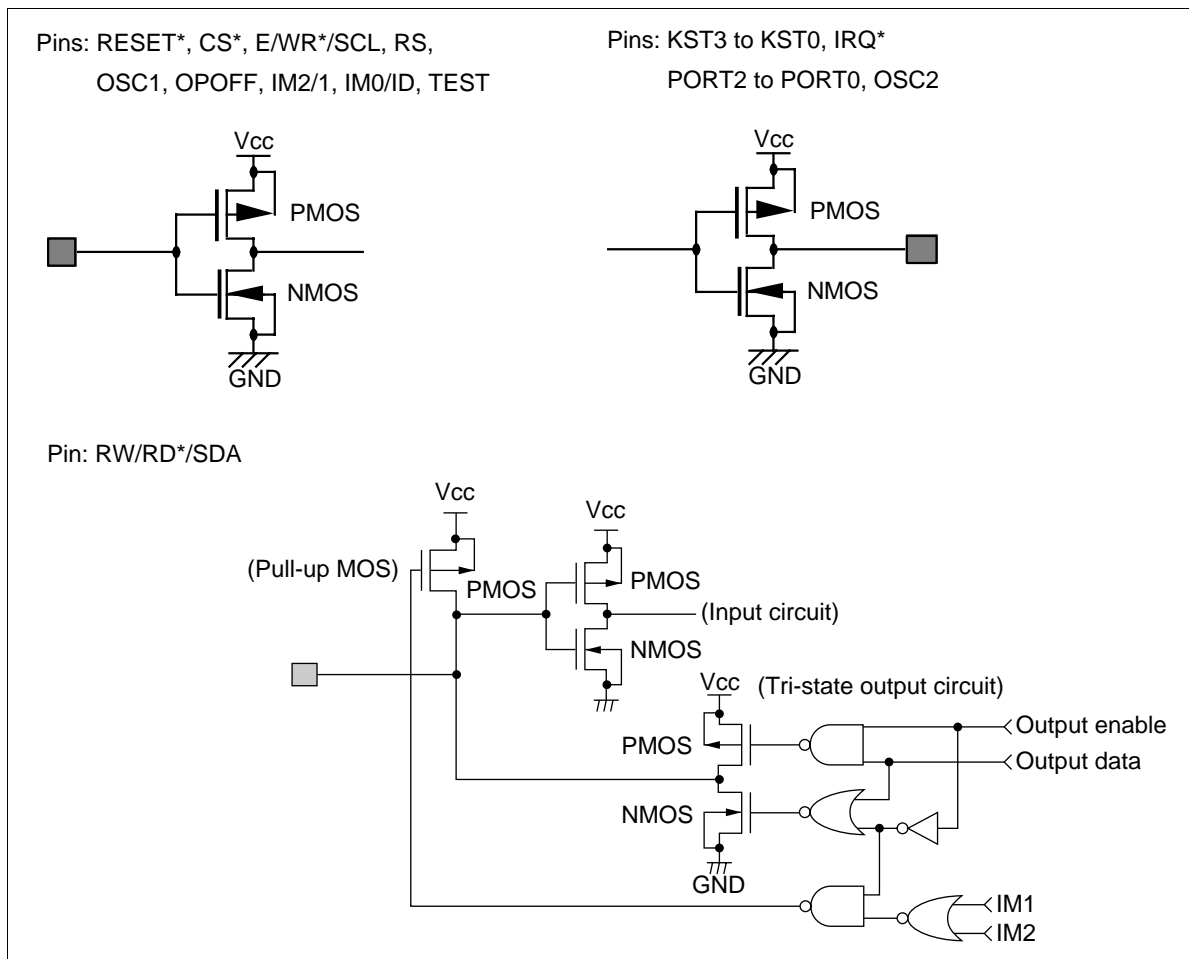 Pins: RESET*, CS*, E/WR*/SCL, RS,
OSC1, OPOFF, IM2/1, IM0/ID, TEST
Vcc
PMOS
NMOS
GND
Pins: KST3 to KST0, IRQ*
PORT2 to PORT0, OSC2
Vcc
PMOS
NMOS
GND
Pin: RW/RD*/SDA
Vcc
(Pull-up MOS)
PMOS
Vcc
PMOS
(Input circuit)
NMOS
Vcc
(Tri-state output circuit)
PMOS
Output enable
Output data
NMOS
GND
IM1
IM2